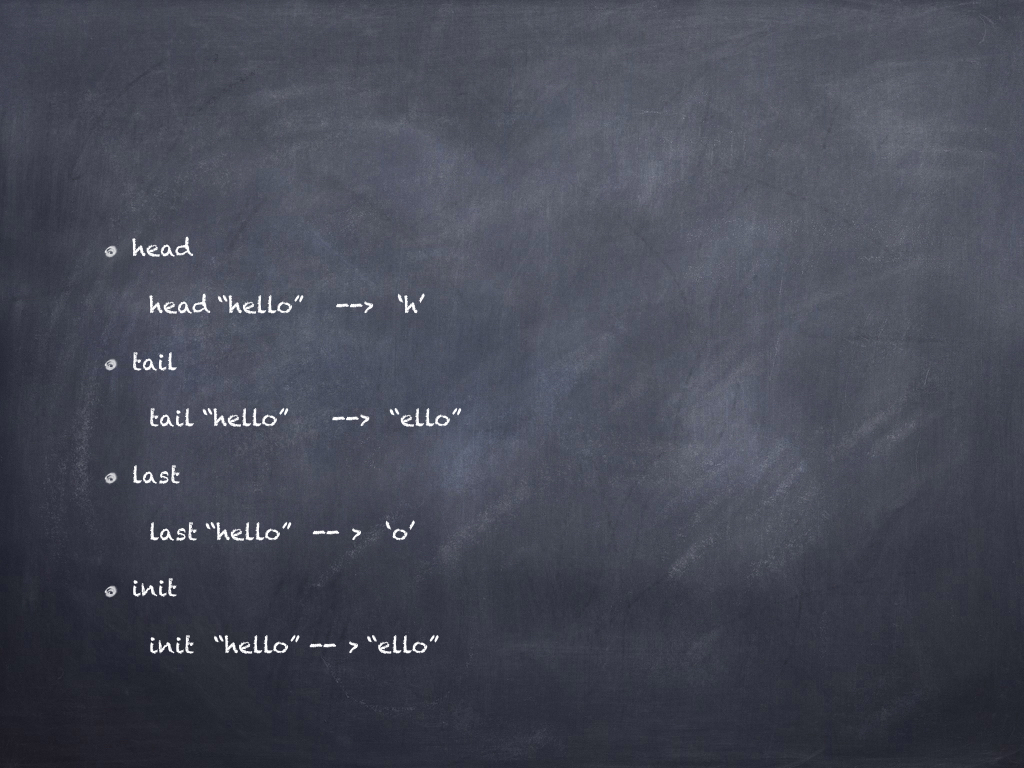 head
head “hello” --> ‘h’
tail
tail “hello” --> “ello”
last
last “hello” -- > ‘o’
init
init “hello” -- > “ello”